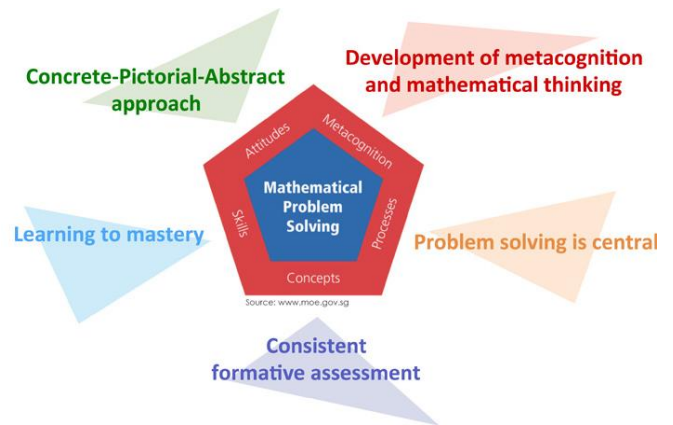 Concrete-Pictorial-Abstract
approach
Development of metacognition
and mathematical thinking
Attitudes
Metacognition
Mathematical
Problem
Solving
Skills
Processes
Concepts
Learning to mastery
Problem solving is central
Source: www.moe.gov.sg
Consistent
formative assessment